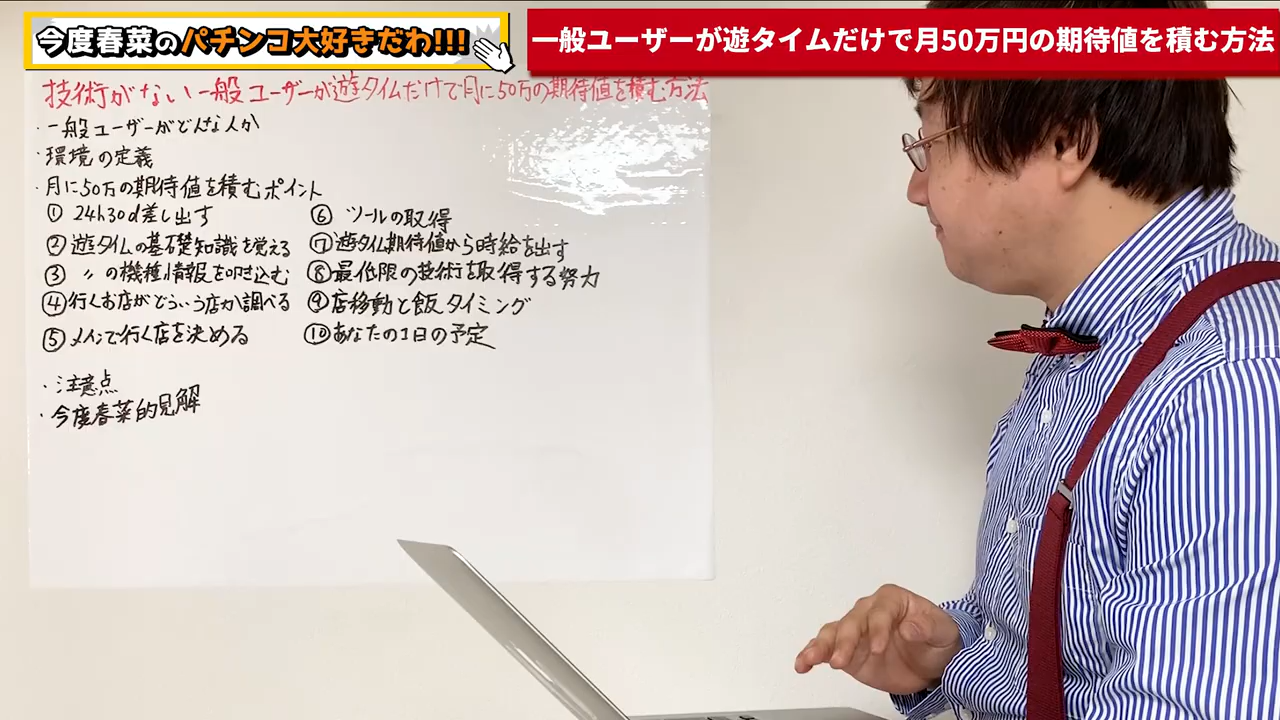 今度春菜のパチンコ大好きだわ!!!
一般ユーザーが遊タイムだけで月50万円の期待値を積む方法
技術がない一般ユーザーが遊タイムだけで月に50万の期待値を積む方法
・一般ユーザーがどんな人か
・環境の定義
・月に50万の期待値を積むポイント
① 24h30d差し出す
② 遊タイムの基礎知識を覚える
③ 〃の機種情報を叩き込む
④ 行くお店がどういう店か調べる
⑤ メインで行く店を決める
⑥ ツールの取得
⑦ 遊タイム期待値から時給を出す
⑧ 最低限の技術を取得する努力
⑨ 店移動と飯タイミング
⑩ あなたの1日の予定
・注意点
・今度春菜的見解